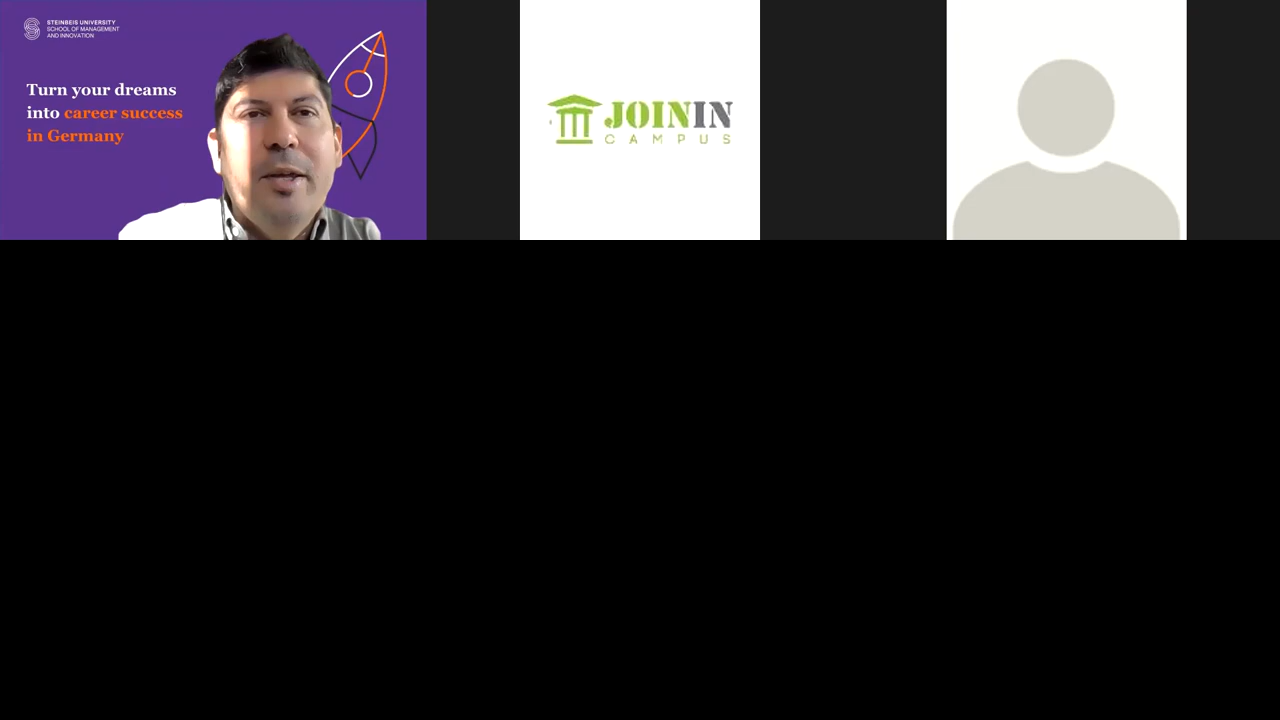 STEINBEIS UNIVERSITY
SCHOOL OF MANAGEMENT
AND INNOVATION
Turn your dreams
into career success
in Germany
JOININ
CAMPUS